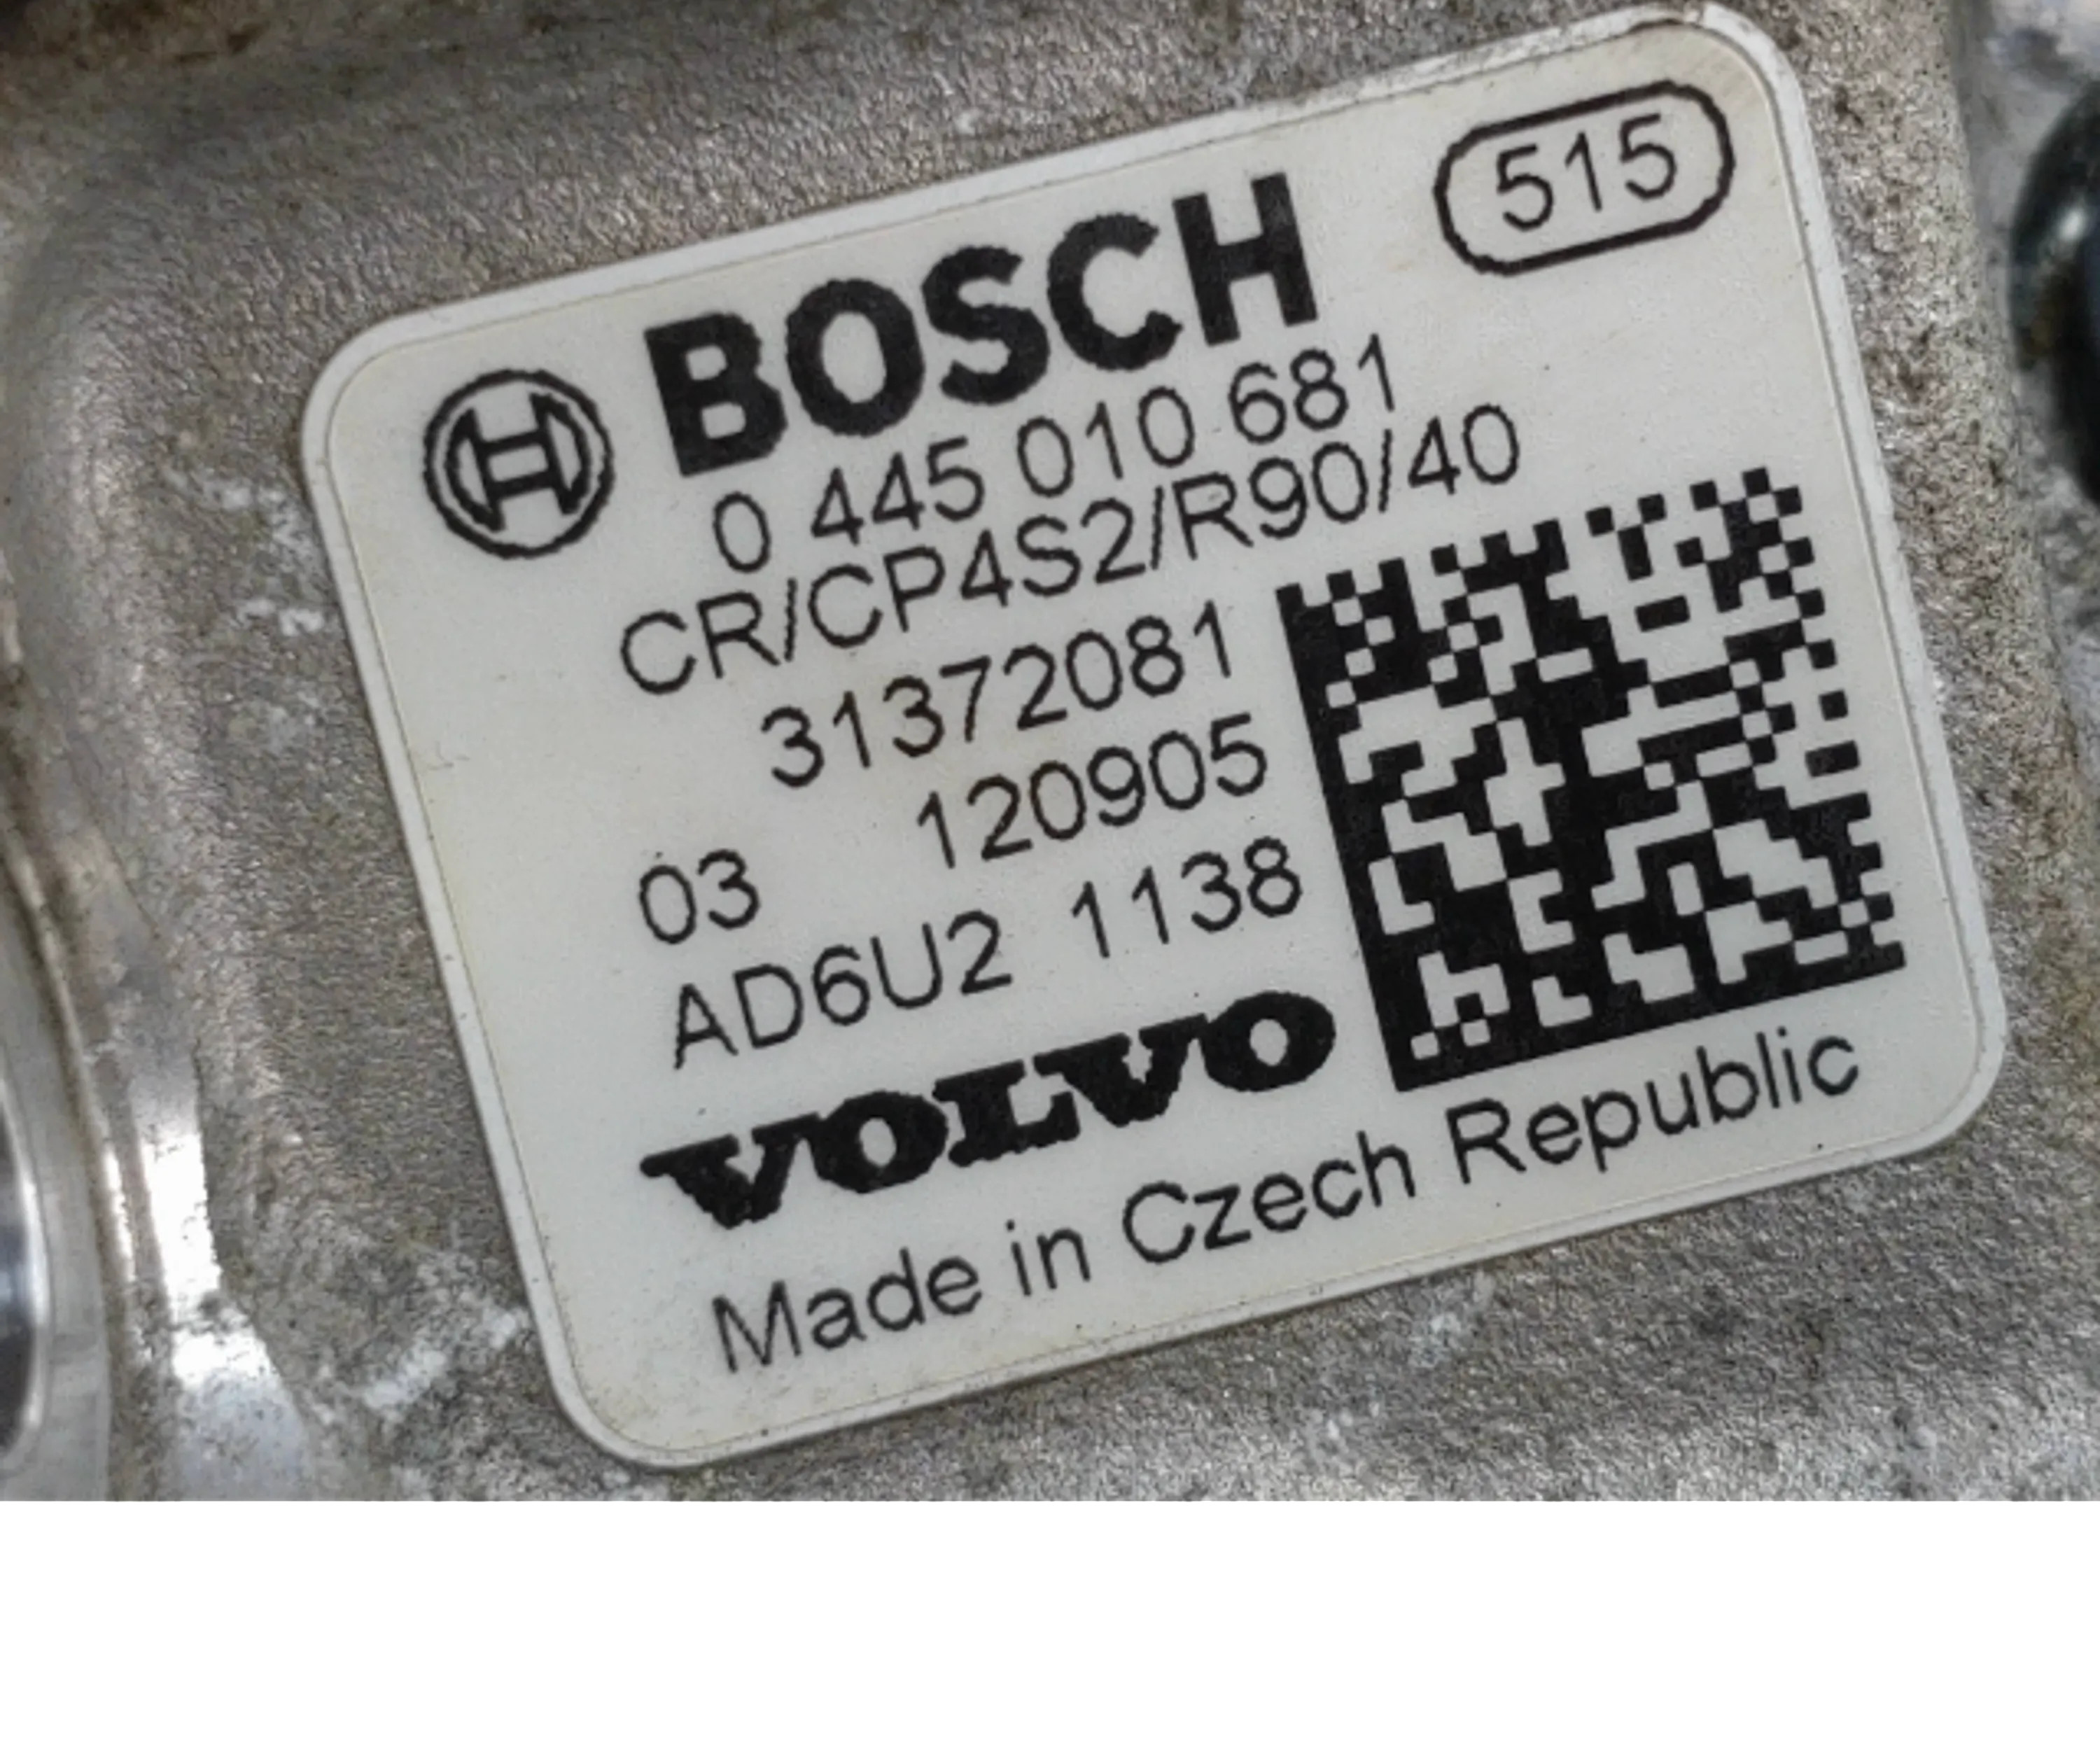 515
BOSCH
0 445 010 681
CR/CP4S2/R90/40
31372081
03 120905
AD6U2 1138
VOLVO
Made in Czech Republic